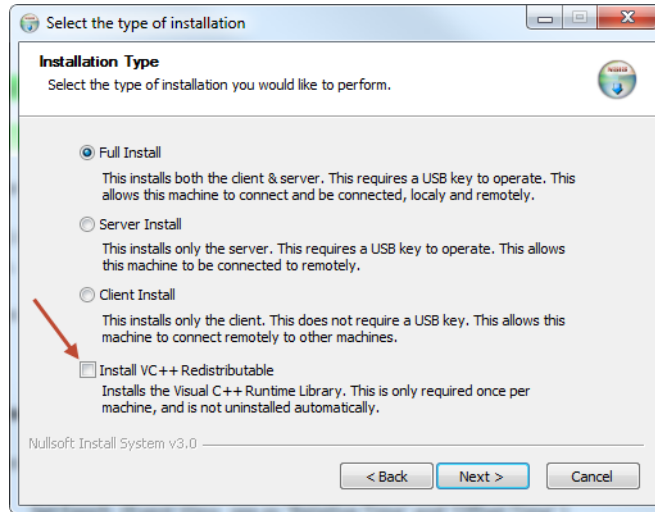 Select the type of installation
Installation Type
Select the type of installation you would like to perform.
Full Install
This installs both the client & server. This requires a USB key to operate. This
allows this machine to connect and be connected, localy and remotely.
Server Install
This installs only the server. This requires a USB key to operate. This allows
this machine to be connected to remotely.
Client Install
This installs only the client. This does not require a USB key. This allows this
machine to connect remotely to other machines.
Install VC++ Redistributable
Installs the Visual C++ Runtime Library. This is only required once per
machine, and is not uninstalled automatically.
Nullsoft Install System v3.0
< Back
Next >
Cancel